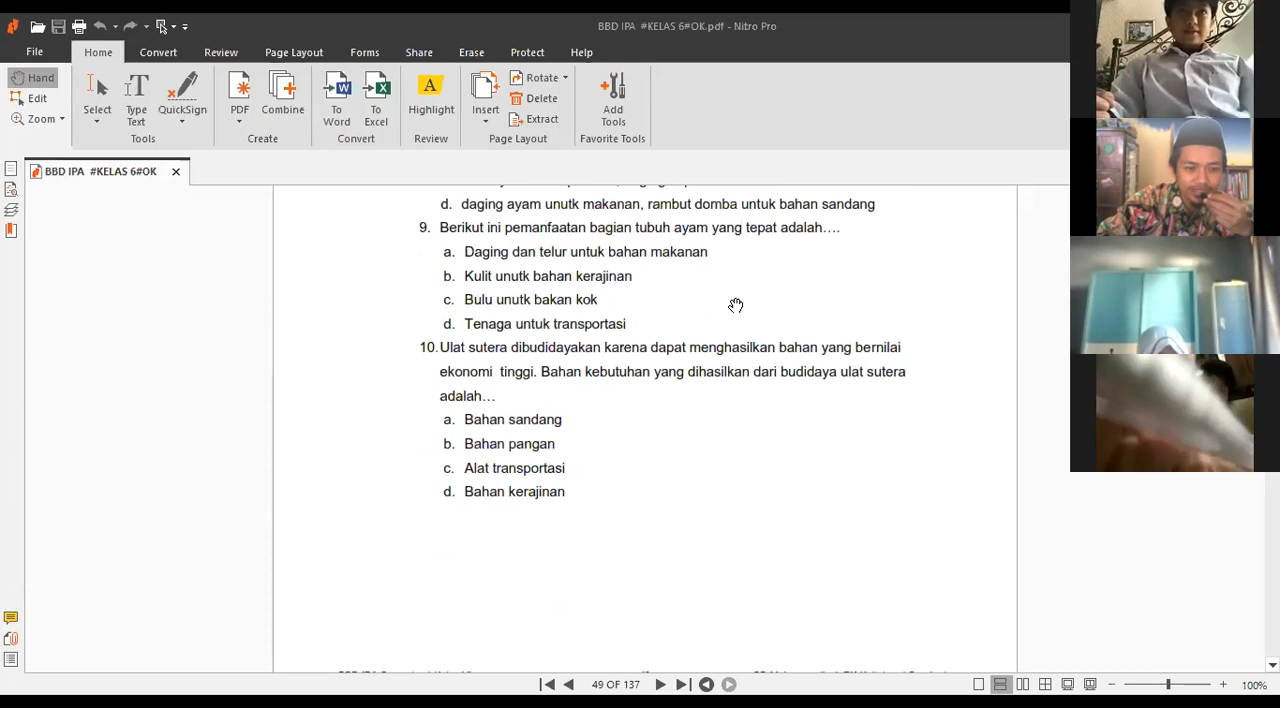 BBD IPA #KELAS 6#OK.pdf - Nitro Pro
File Home Convert Review Page Layout Forms Share Erase Protect Help
Hand
Edit
Zoom
Select
Type Text
QuickSign
Tools
PDF
Combine
Create
To Word
To Excel
Convert
Highlight
Review
Insert
Rotate
Delete
Extract
Page Layout
Add Tools
Favorite Tools
BBD IPA #KELAS 6#OK
d. daging ayam unutk makanan, rambut domba untuk bahan sandang
9. Berikut ini pemanfaatan bagian tubuh ayam yang tepat adalah….
a. Daging dan telur untuk bahan makanan
b. Kulit unutk bahan kerajinan
c. Bulu unutk bakan kok
d. Tenaga untuk transportasi
10. Ulat sutera dibudidayakan karena dapat menghasilkan bahan yang bernilai
ekonomi tinggi. Bahan kebutuhan yang dihasilkan dari budidaya ulat sutera
adalah…
a. Bahan sandang
b. Bahan pangan
c. Alat transportasi
d. Bahan kerajinan
49 OF 137
100%